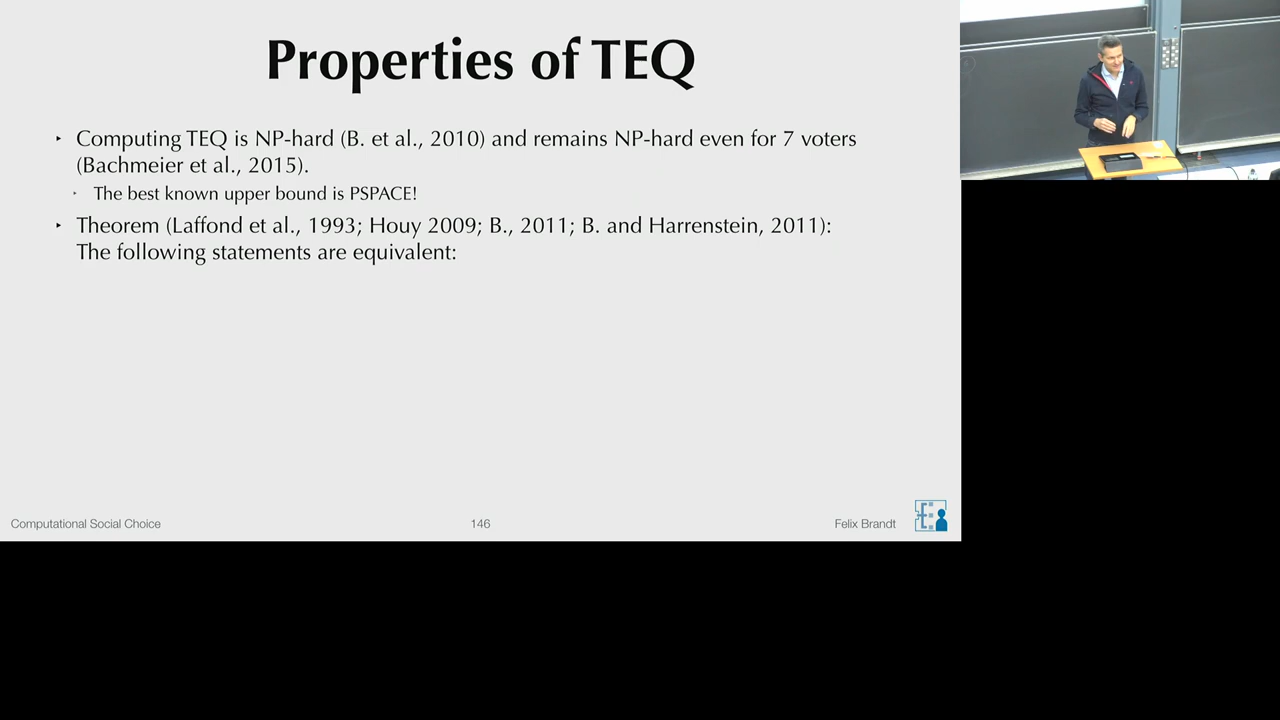 Properties of TEQ
‣ Computing TEQ is NP-hard (B. et al., 2010) and remains NP-hard even for 7 voters
(Bachmeier et al., 2015).
‣ The best known upper bound is PSPACE!
‣ Theorem (Laffond et al., 1993; Houy 2009; B., 2011; B. and Harrenstein, 2011):
The following statements are equivalent:
Computational Social Choice
146
Felix Brandt